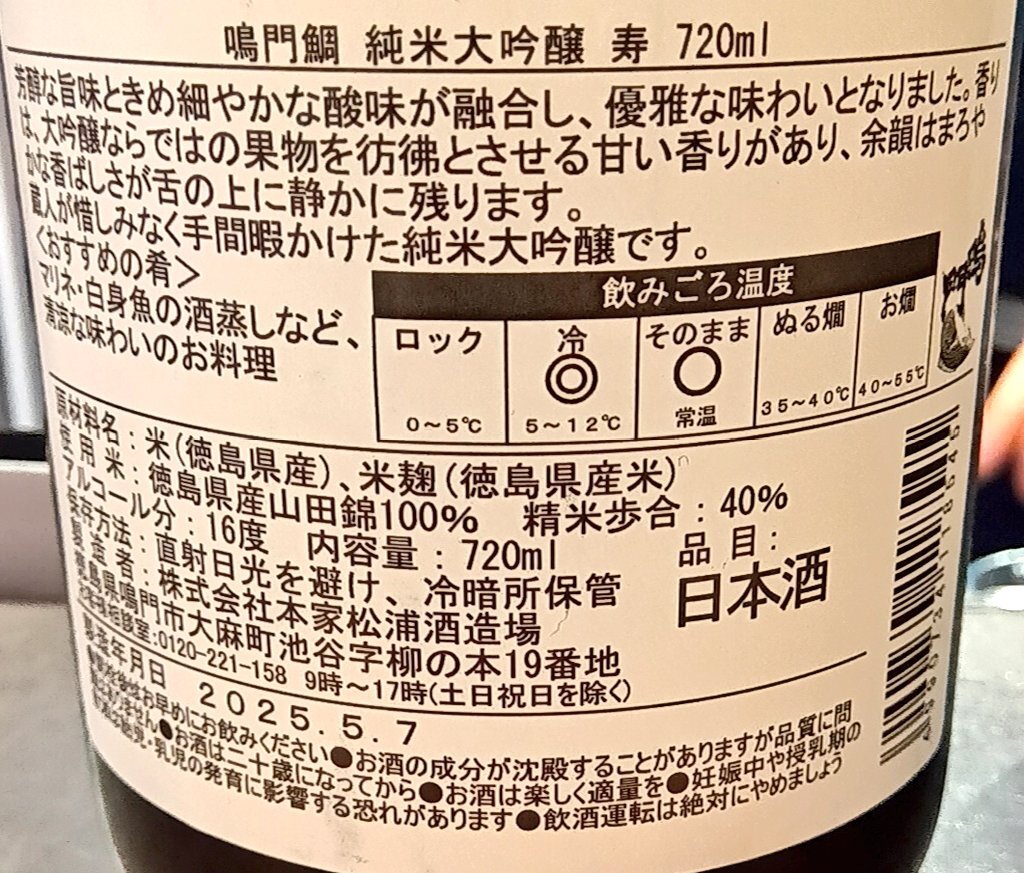 鳴門鯛 純米大吟醸 寿 720ml
芳醇な旨味ときめ細やかな酸味が融合し、優雅な味わいとなりました。香り
は、大吟醸ならではの果物を彷彿とさせる甘い香りがあり、余韻はまろや
かな香ばしさが舌の上に静かに残ります。
蔵人が惜しみなく手間暇かけた純米大吟醸です。
<おすすめの肴>
マリネ・白身魚の酒蒸しなど、
清涼な味わいのお料理
飲みごろ温度
ロック 冷 そのまま ぬる燗 お燗
◎ ○
0~5℃ 5~12℃ 常温 35~40℃ 40~55℃
原材料名:米(徳島県産)、米麹(徳島県産米)
使用米:徳島県産山田錦100% 精米歩合:40%
アルコール分:16度 内容量:720ml 品目:
保存方法:直射日光を避け、冷暗所保管 日本酒
製造者:株式会社本家松浦酒造場
徳島県鳴門市大麻町池谷字柳の本19番地
お客様相談室:0120-221-158 9時~17時(土日祝日を除く)
製造年月日 2025.5.7
お早めにお飲みください●お酒の成分が沈殿することがありますが品質に問
ありません●お酒は二十歳になってから●お酒は楽しく適量を●妊娠中や授乳期の
胎児・乳児の発育に影響する恐れがあります●飲酒運転は絶対にやめましょう